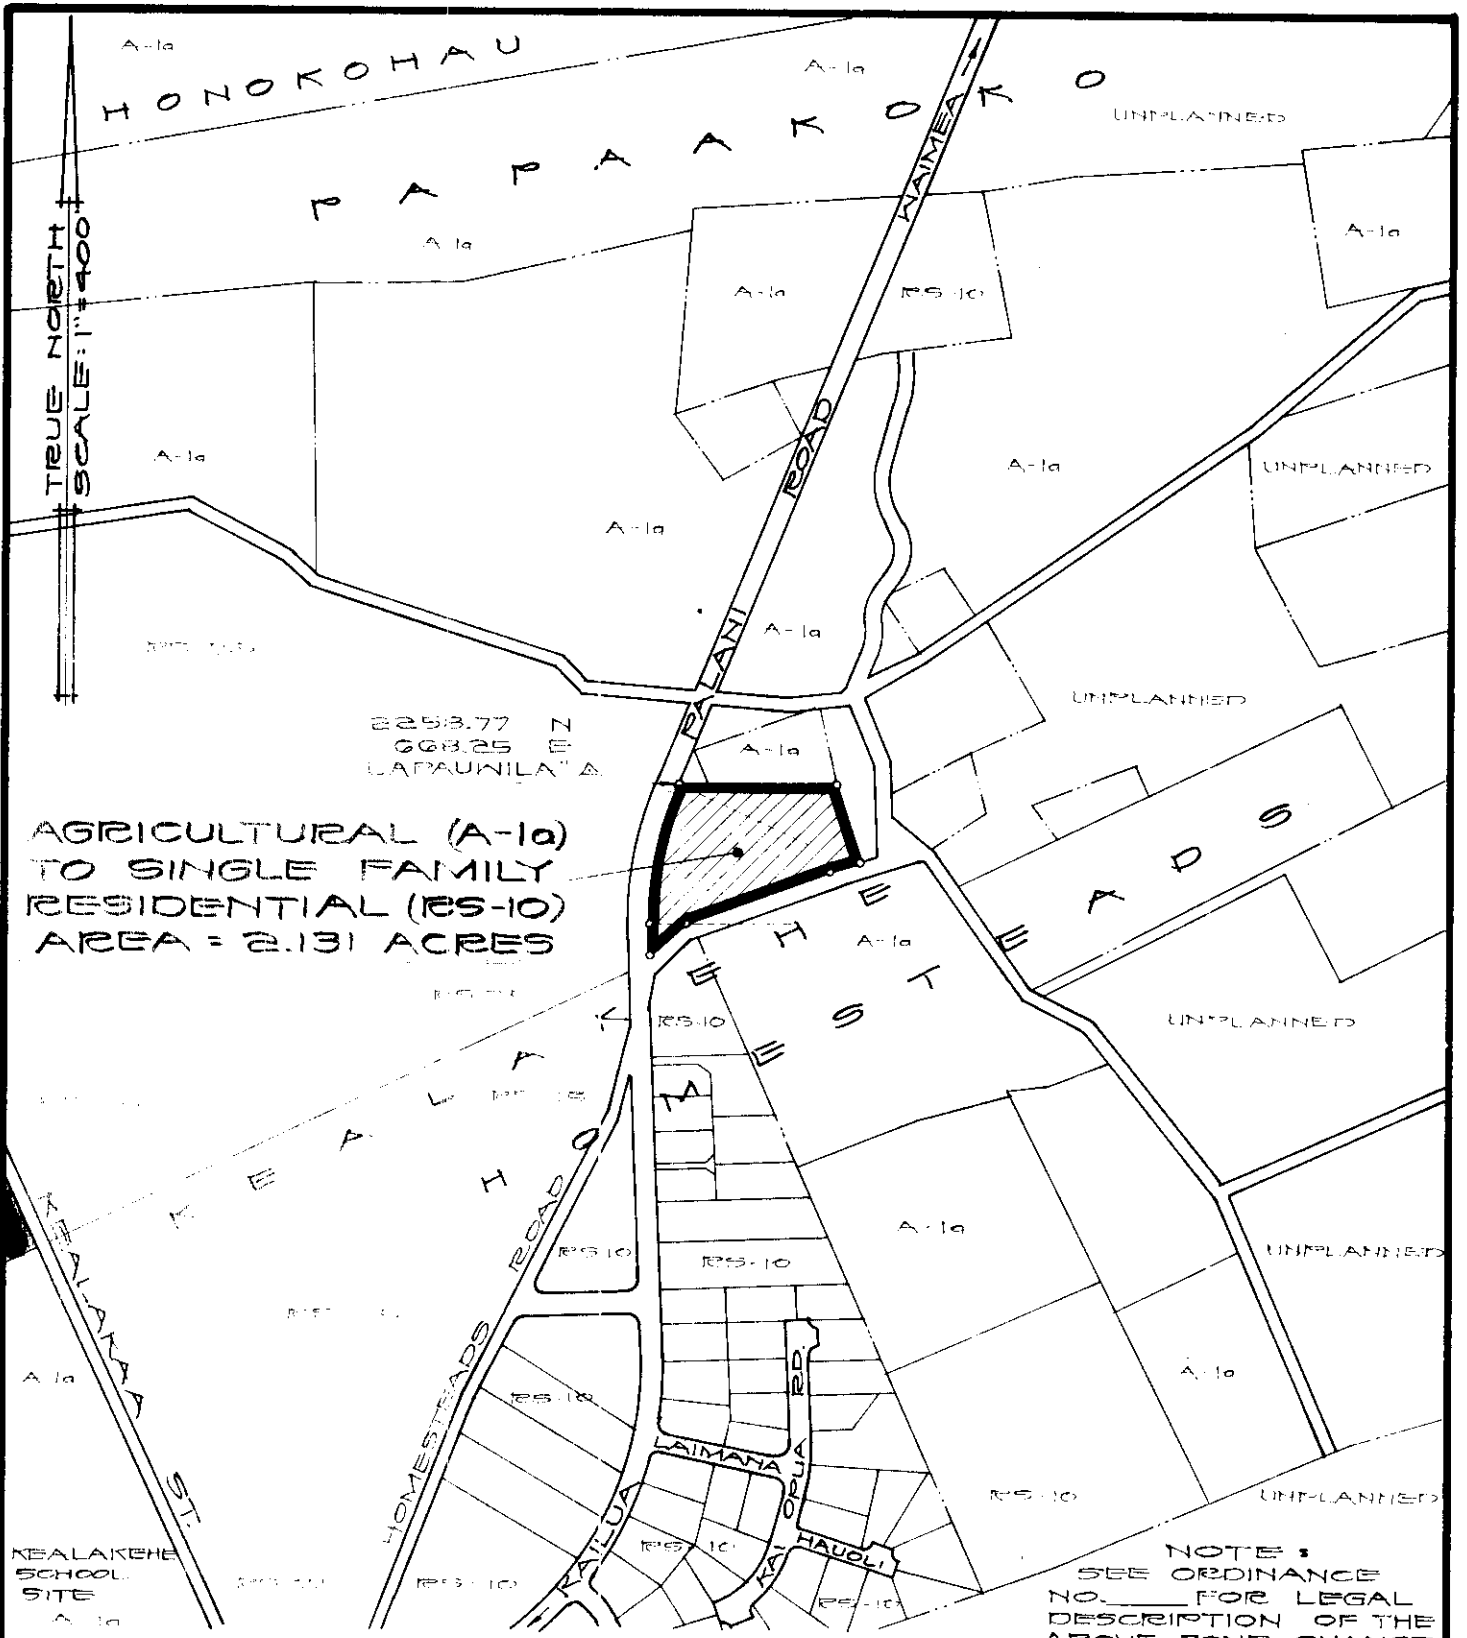 A-1a
HONOKOHAU
A-1a
PAPAAKOKO
UNPLANNED
WAIMEA
A-1a
A-1a
TRUE NORTH
SCALE: 1"=400'
A-1a
RS-10
ROAD
A-1a
A-1a
UNPLANNED
A-1a
PALANI
A-1a
UNPLANNED
2258.77 N
668.25 E
A-1a
AGRICULTURAL (A-1a)
TO SINGLE FAMILY
RESIDENTIAL (RS-10)
AREA = 2.131 ACRES
KEALAKEHE
HOMESTEADS
A-1a
RS-10
UNPLANNED
A-1a
RS-10
RS-10
UNPLANNED
ST.
A-1a
HOMESTEADS ROAD
RD.
A-1a
RS-10
LAIMANA
KAI OPUA
RS-10
UNPLANNED
KAILUA
RS-10
HAUOLI
RS-10
RS-10
KEALAKEHE
SCHOOL
SITE
A-1a
NOTE:
SEE ORDINANCE
NO.____ FOR LEGAL
DESCRIPTION OF THE